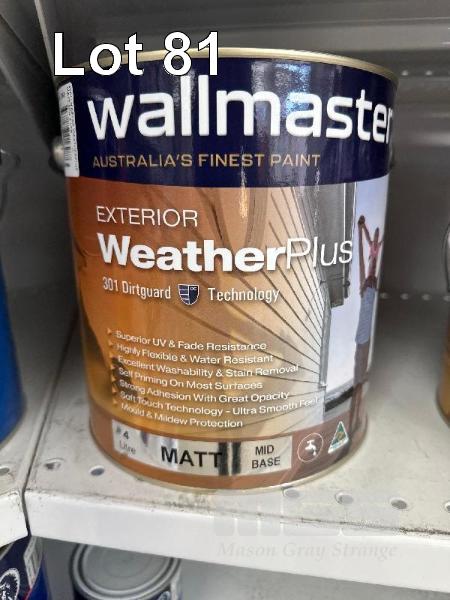 Lot 81
wallmaster
AUSTRALIA'S FINEST PAINT
EXTERIOR
WeatherPlus
301 Dirtguard Technology
Superior UV & Fade Resistance
Highly Flexible & Water Resistant
Excellent Washability & Stain Removal
Self Priming On Most Surfaces
Strong Adhesion With Great Opacity
Soft Touch Technology - Ultra Smooth Feel
Mould & Mildew Protection
4
Litre
MATT
MID
BASE
Mason Gray Strange